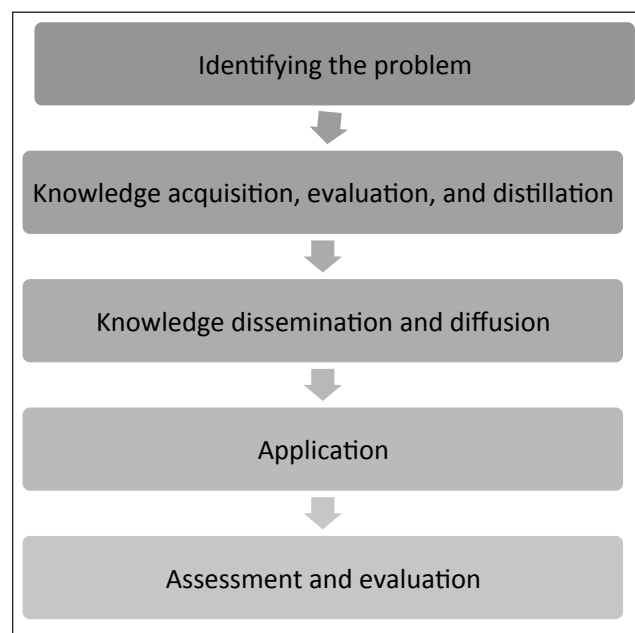 Identifying the problem
Knowledge acquisition, evaluation, and distillation
Knowledge dissemination and diffusion
Application
Assessment and evaluation